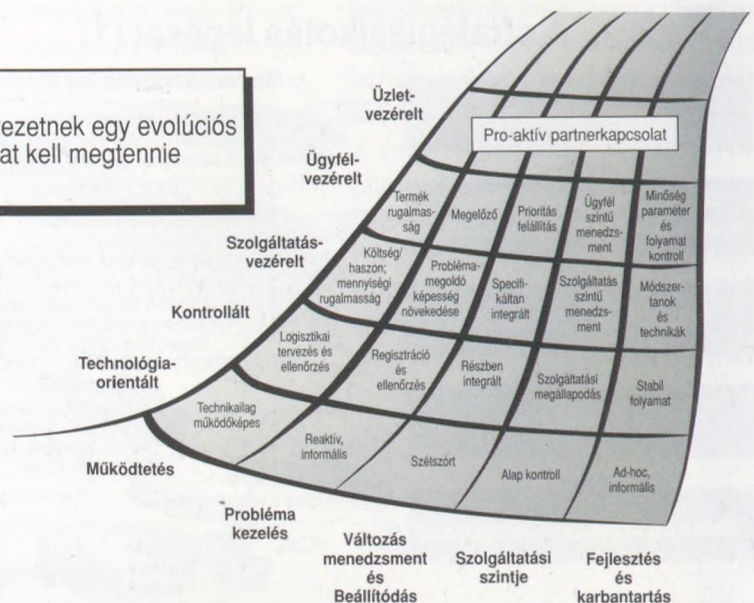 ezetnek egy evolúciós
at kell megtennie
Üzlet-
vezérelt
Pro-aktív partnerkapcsolat
Ügyfél-
vezérelt
Termék
rugalmas-
ság
Megelőző
Prioritás
felállítás
Ügyfél
szintű
menedzs-
ment
Minőség
paraméter
és
folyamat
kontroll
Szolgáltatás-
vezérelt
Költség/
haszon;
mennyiségi
rugalmasság
Probléma-
megoldó
képesség
növekedése
Specifi-
káltan
integrált
Szolgáltatás
szintű
menedzs-
ment
Módszer-
tanok
és
technikák
Kontrollált
Logisztikai
tervezés és
ellenőrzés
Regisztráció
és
ellenőrzés
Részben
integrált
Szolgáltatási
megállapodás
Stabil
folyamat
Technológia-
orientált
Technikailag
működőképes
Reaktív,
informális
Szétszórt
Alap kontroll
Ad-hoc,
informális
Működtetés
Probléma
kezelés
Változás
menedzsment
és
Beállítódás
Szolgáltatási
szintje
Fejlesztés
és
karbantartás